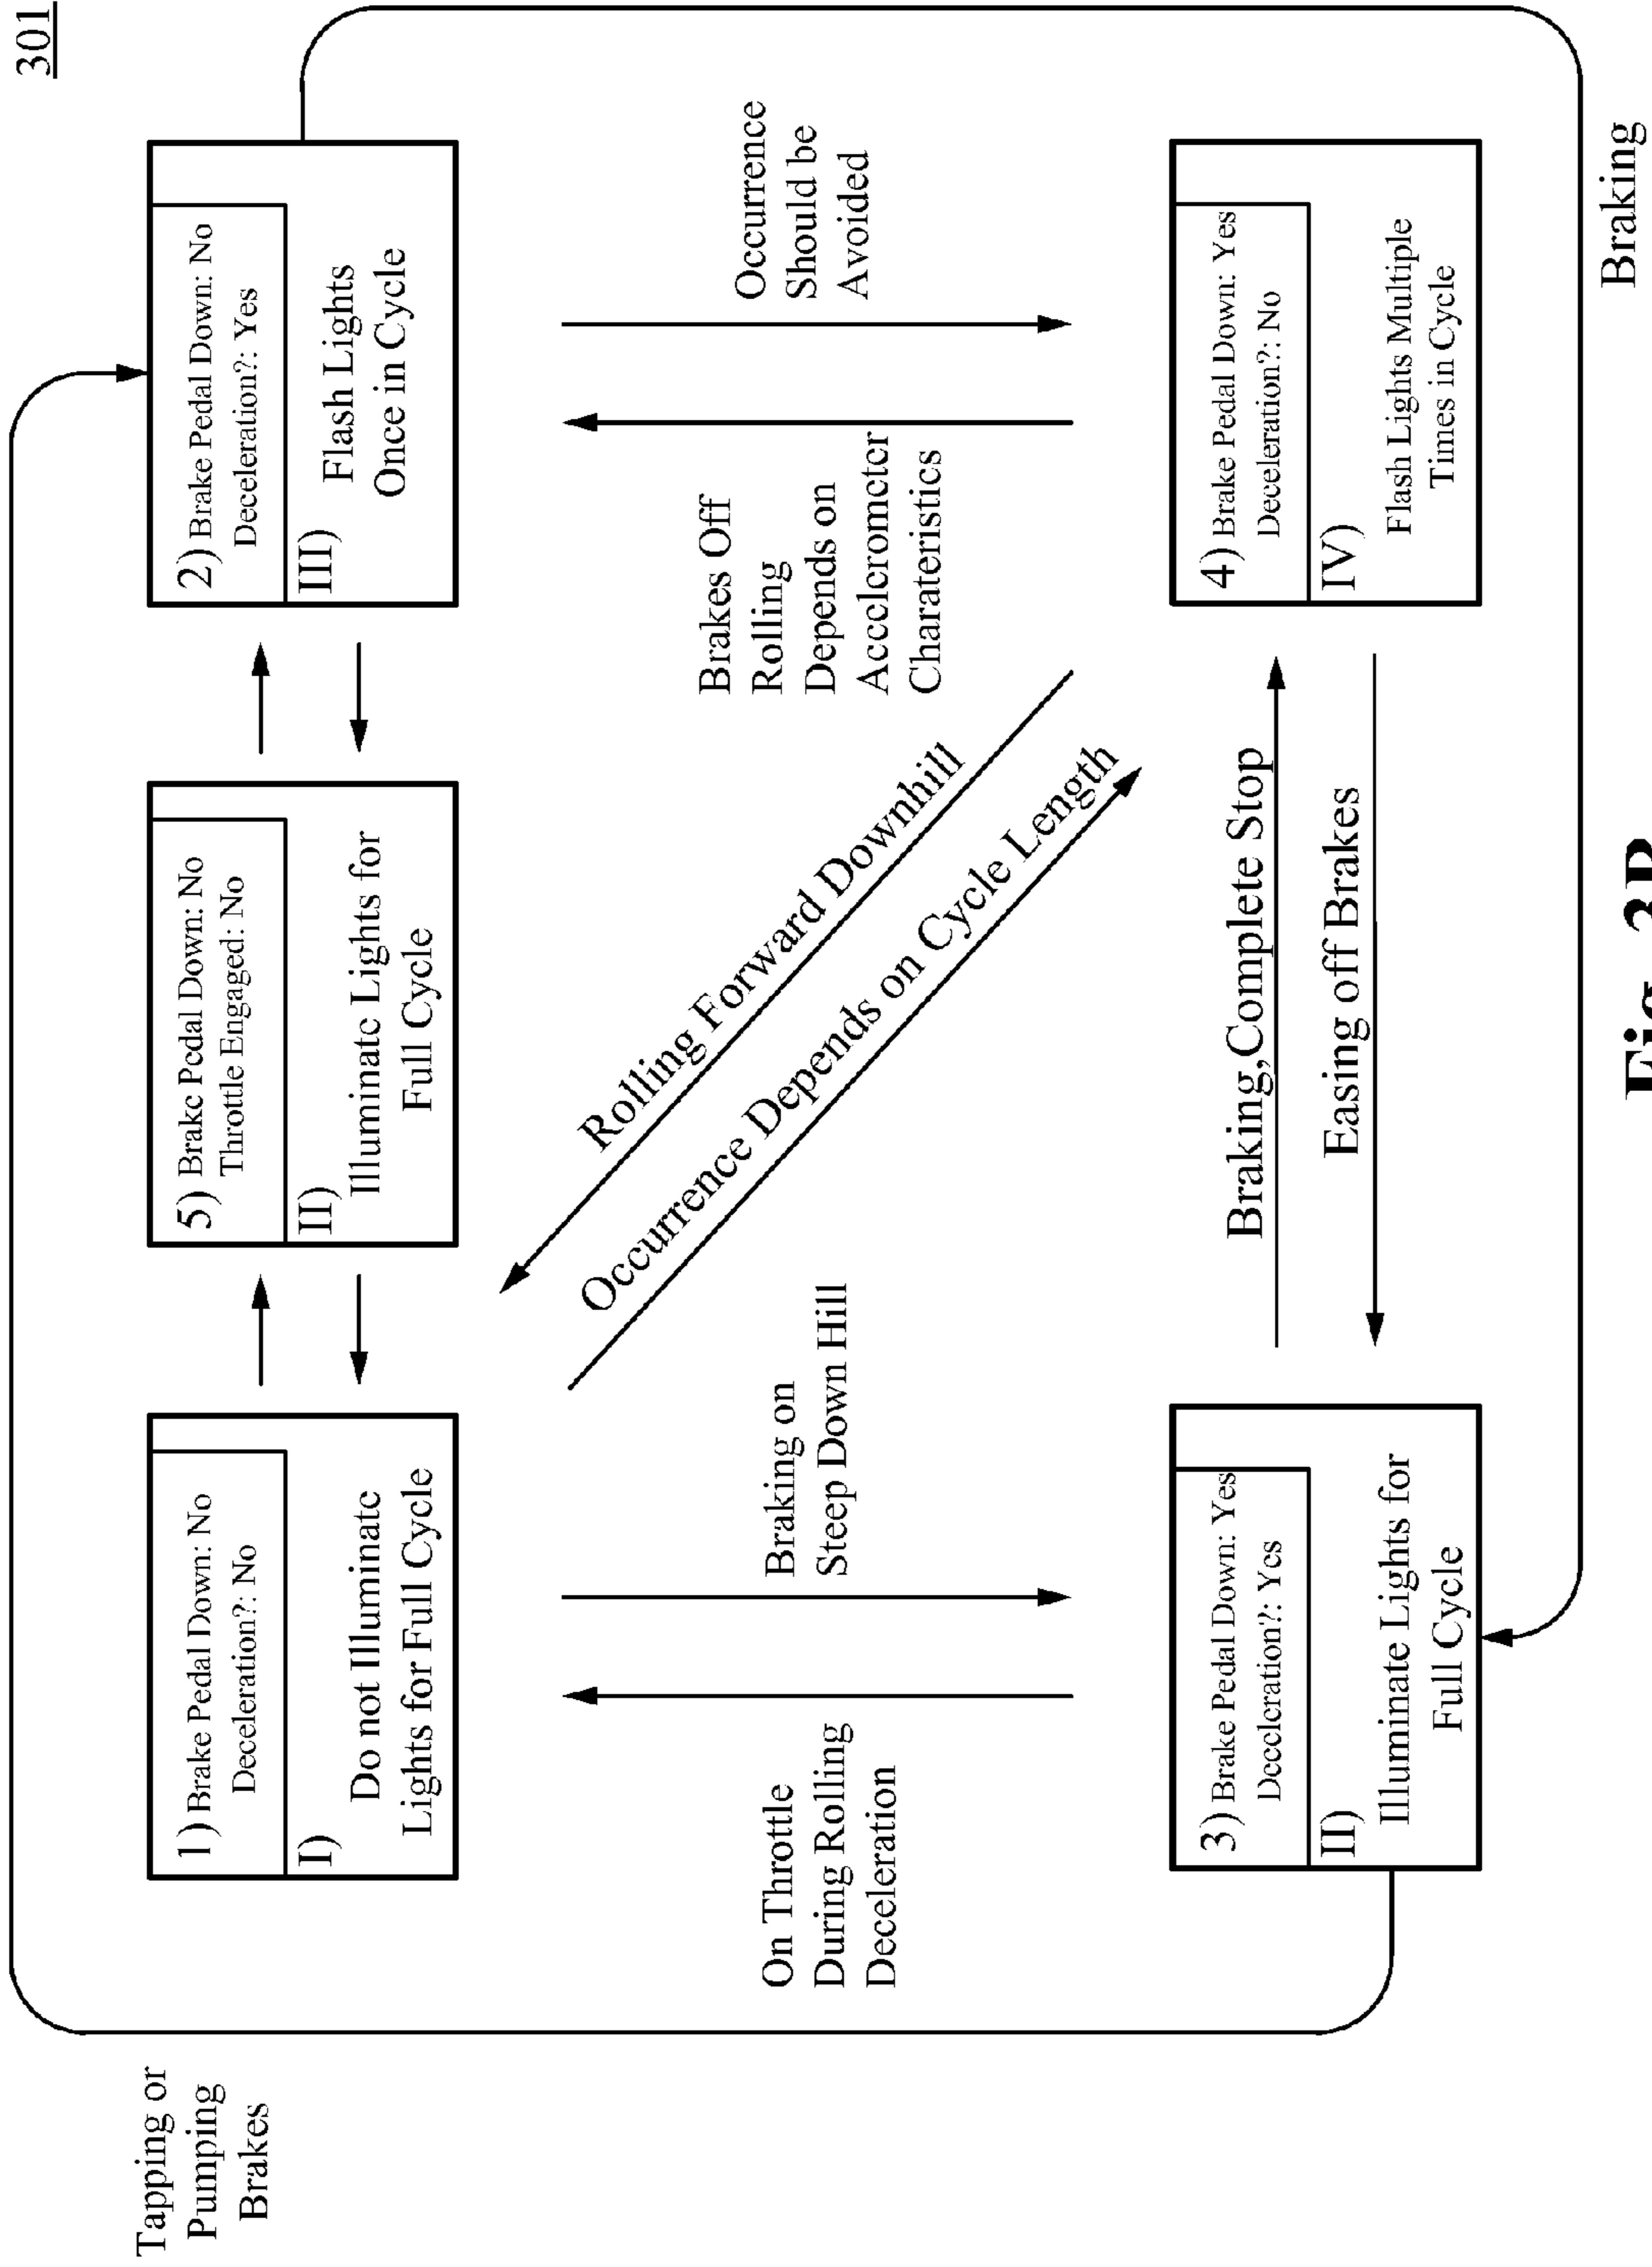 301
Tapping or
Pumping
Brakes
1) Brake Pedal Down: No
Deceleration?: No
I)
Do not Illuminate
Lights for Full Cycle
5) Brake Pedal Down: No
Throttle Engaged: No
II)
Illuminate Lights for
Full Cycle
2) Brake Pedal Down: No
Deceleration?: Yes
III)
Flash Lights
Once in Cycle
On Throttle
During Rolling
Deceleration
Braking on
Steep Down Hill
Rolling Forward Downhill
Occurrence Depends on Cycle Length
Brakes Off
Rolling
Depends on
Accelerometer
Charateristics
Occurrence
Should be
Avoided
3) Brake Pedal Down: Yes
Deceleration?: Yes
II)
Illuminate Lights for
Full Cycle
Braking,Complete Stop
Easing off Brakes
4) Brake Pedal Down: Yes
Deceleration?: No
IV)
Flash Lights Multiple
Times in Cycle
Braking